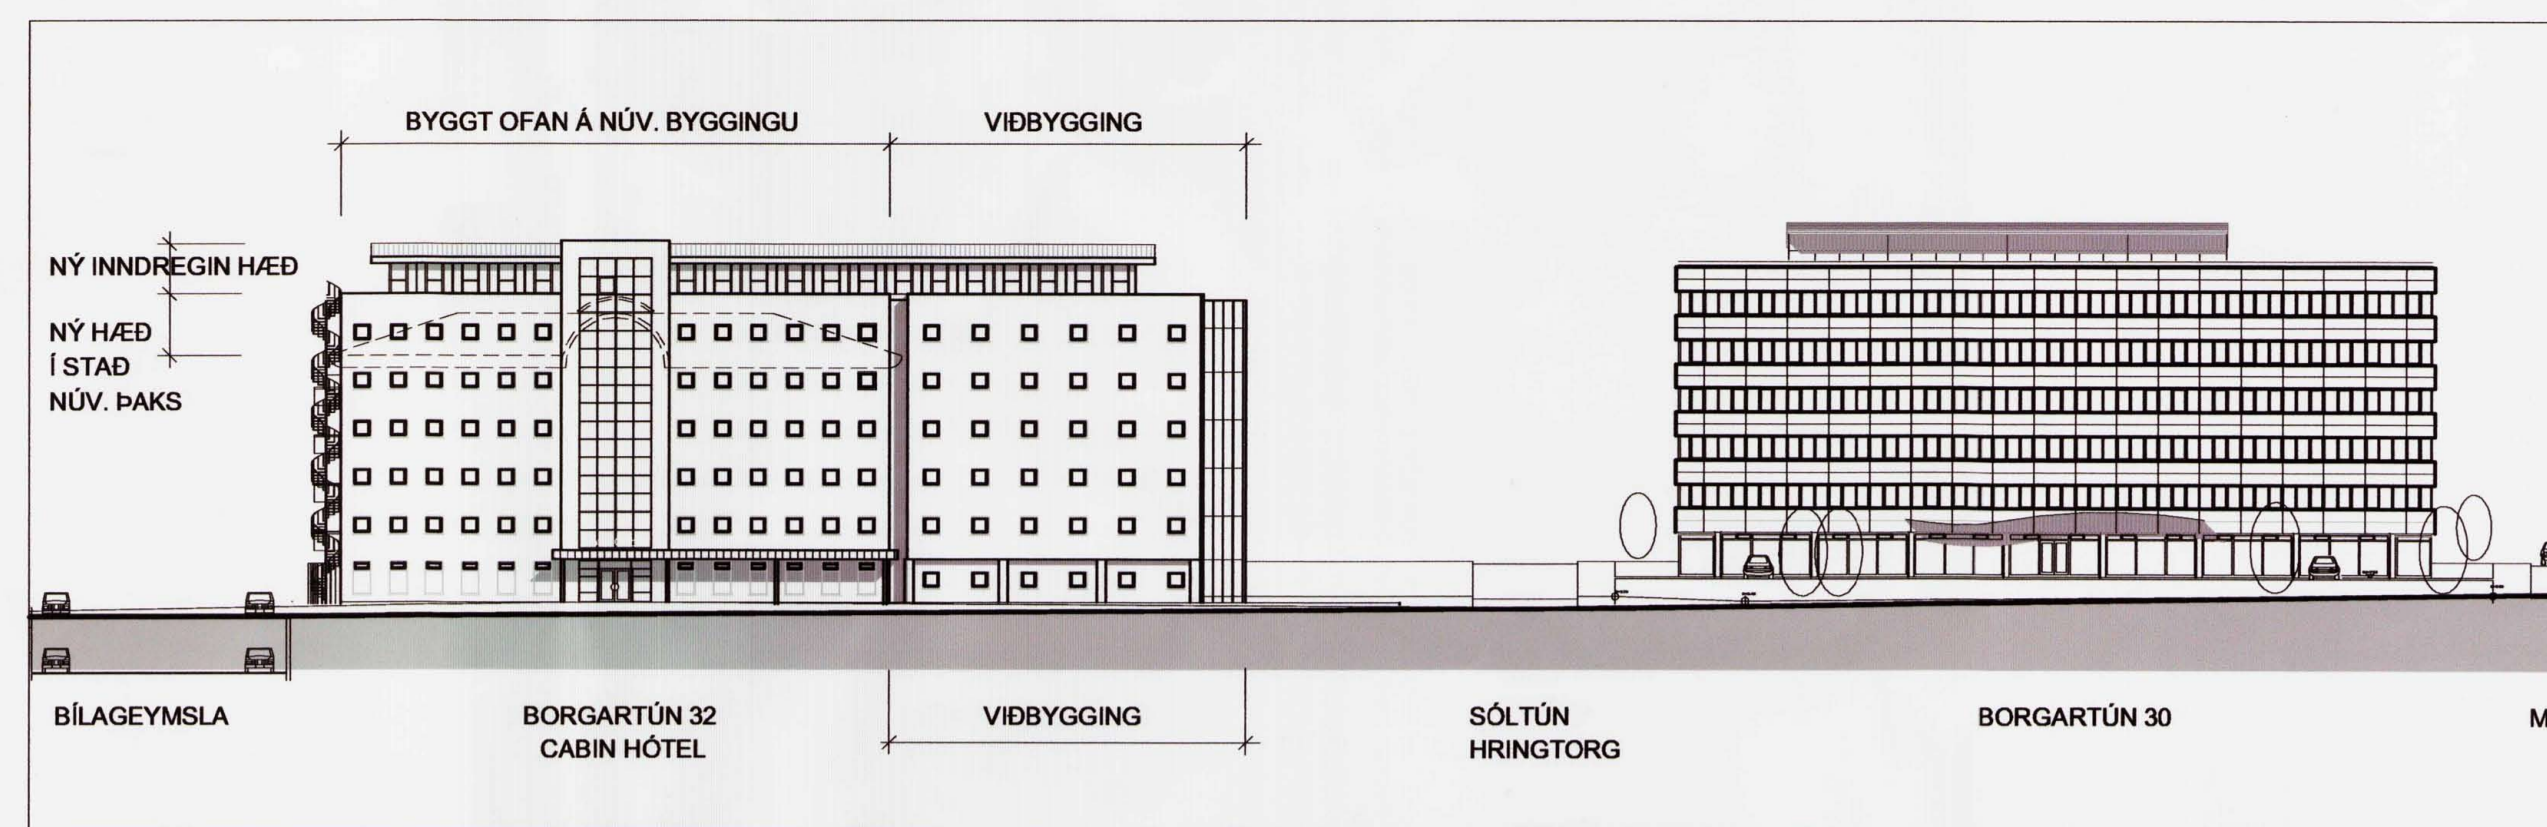 BYGGT OFAN Á NÚV. BYGGINGU
VIÐBYGGING
NÝ INNDREGIN HÆÐ
NÝ HÆÐ
Í STAÐ
NÚV. ÞAKS
BÍLAGEYMSLA
BORGARTÚN 32
CABIN HÓTEL
VIÐBYGGING
SÓLTÚN
HRINGTORG
BORGARTÚN 30
M